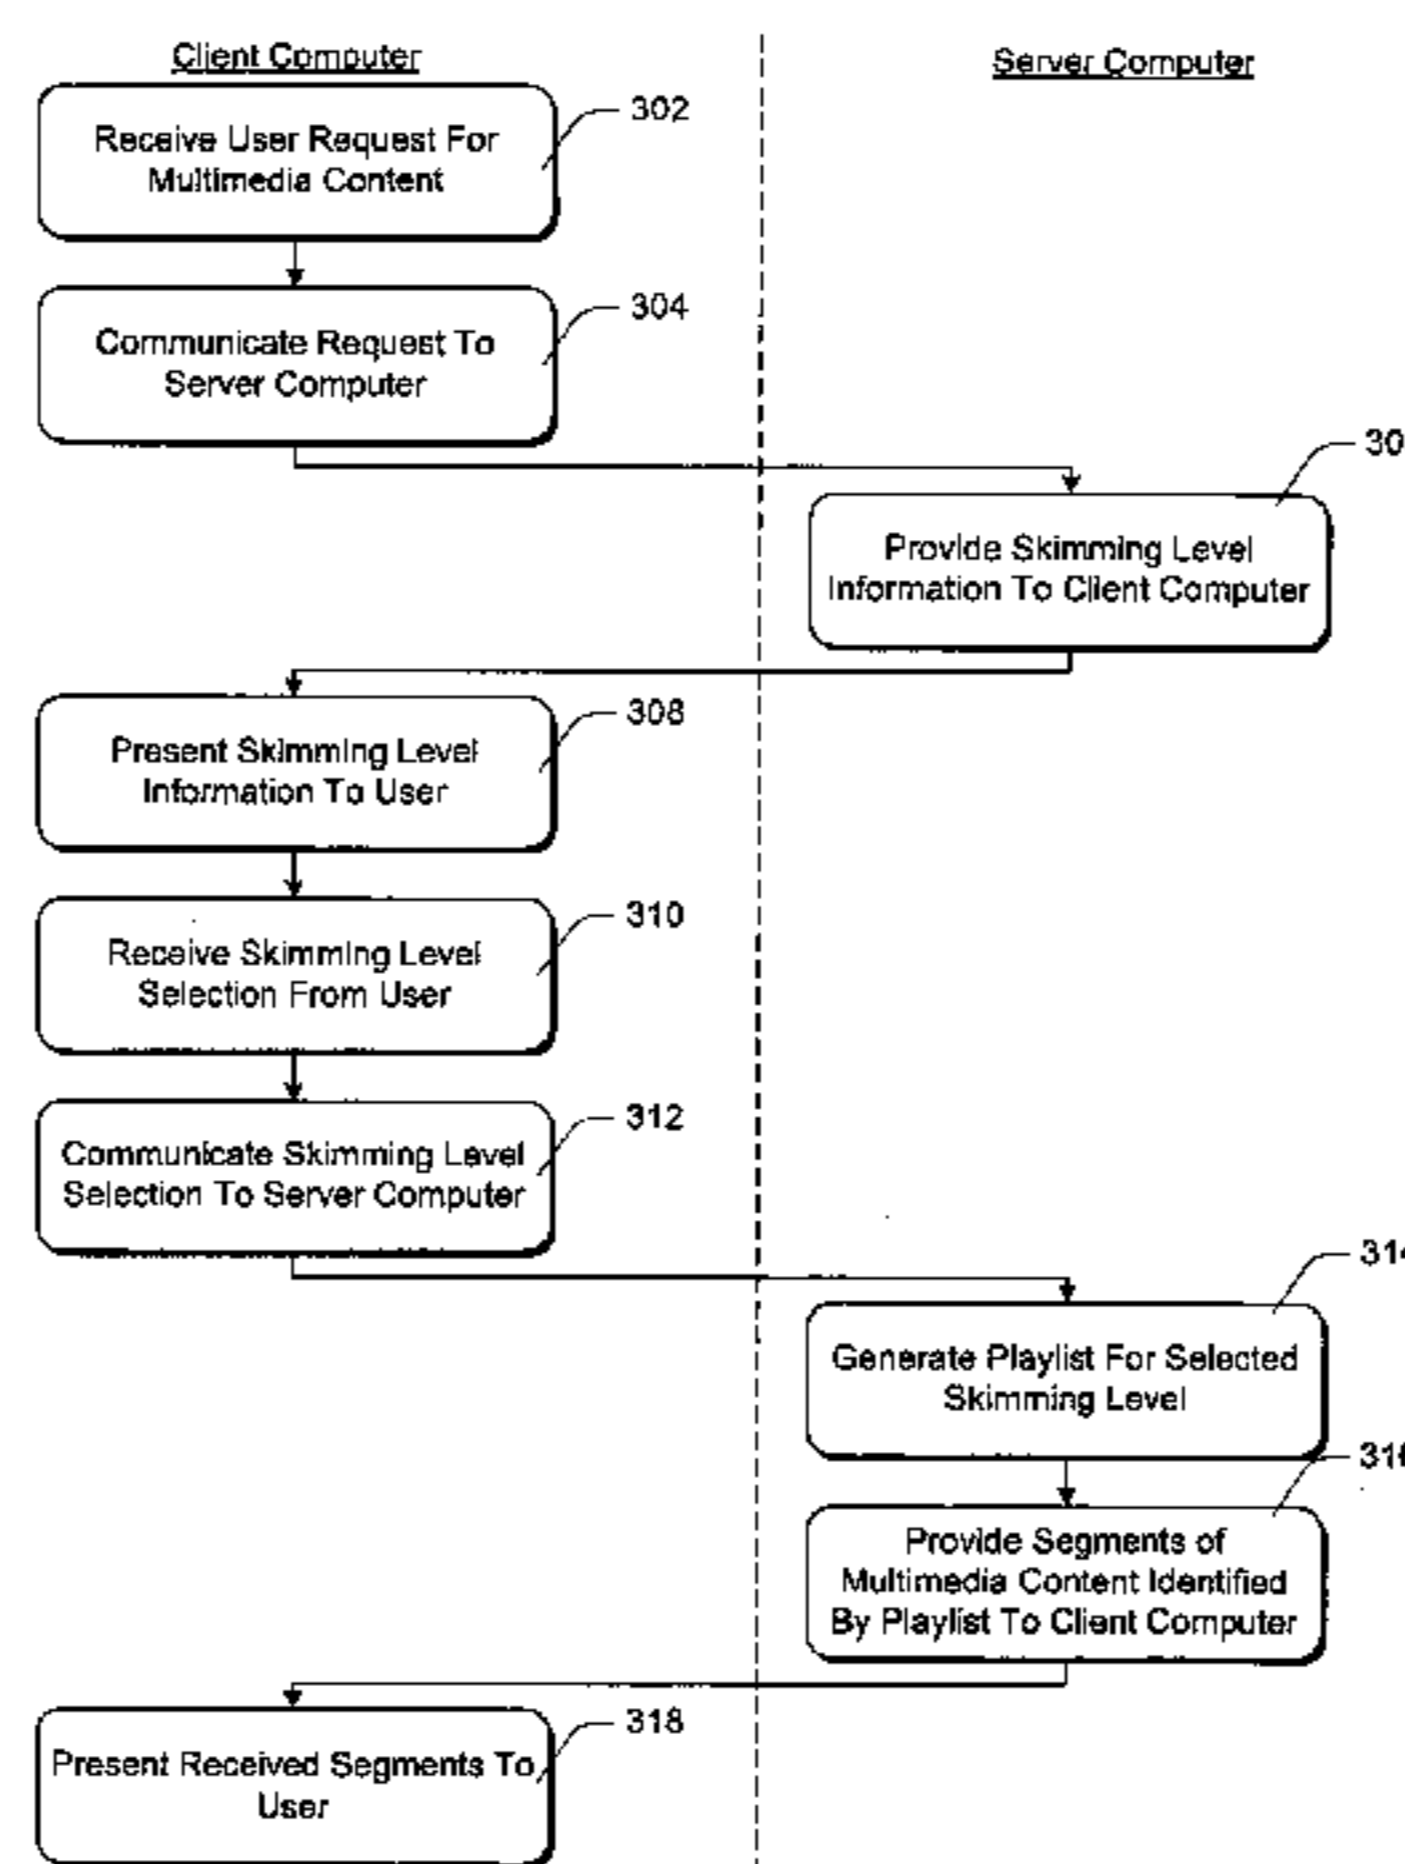 Client Computer
Server Computer
Receive User Request For
Multimedia Content
302
Communicate Request To
Server Computer
304
Provide Skimming Level
Information To Client Computer
30
Present Skimming Level
Information To User
308
Receive Skimming Level
Selection From User
310
Communicate Skimming Level
Selection To Server Computer
312
Generate Playlist For Selected
Skimming Level
314
Provide Segments of
Multimedia Content Identified
By Playlist To Client Computer
31
Present Received Segments To
User
318